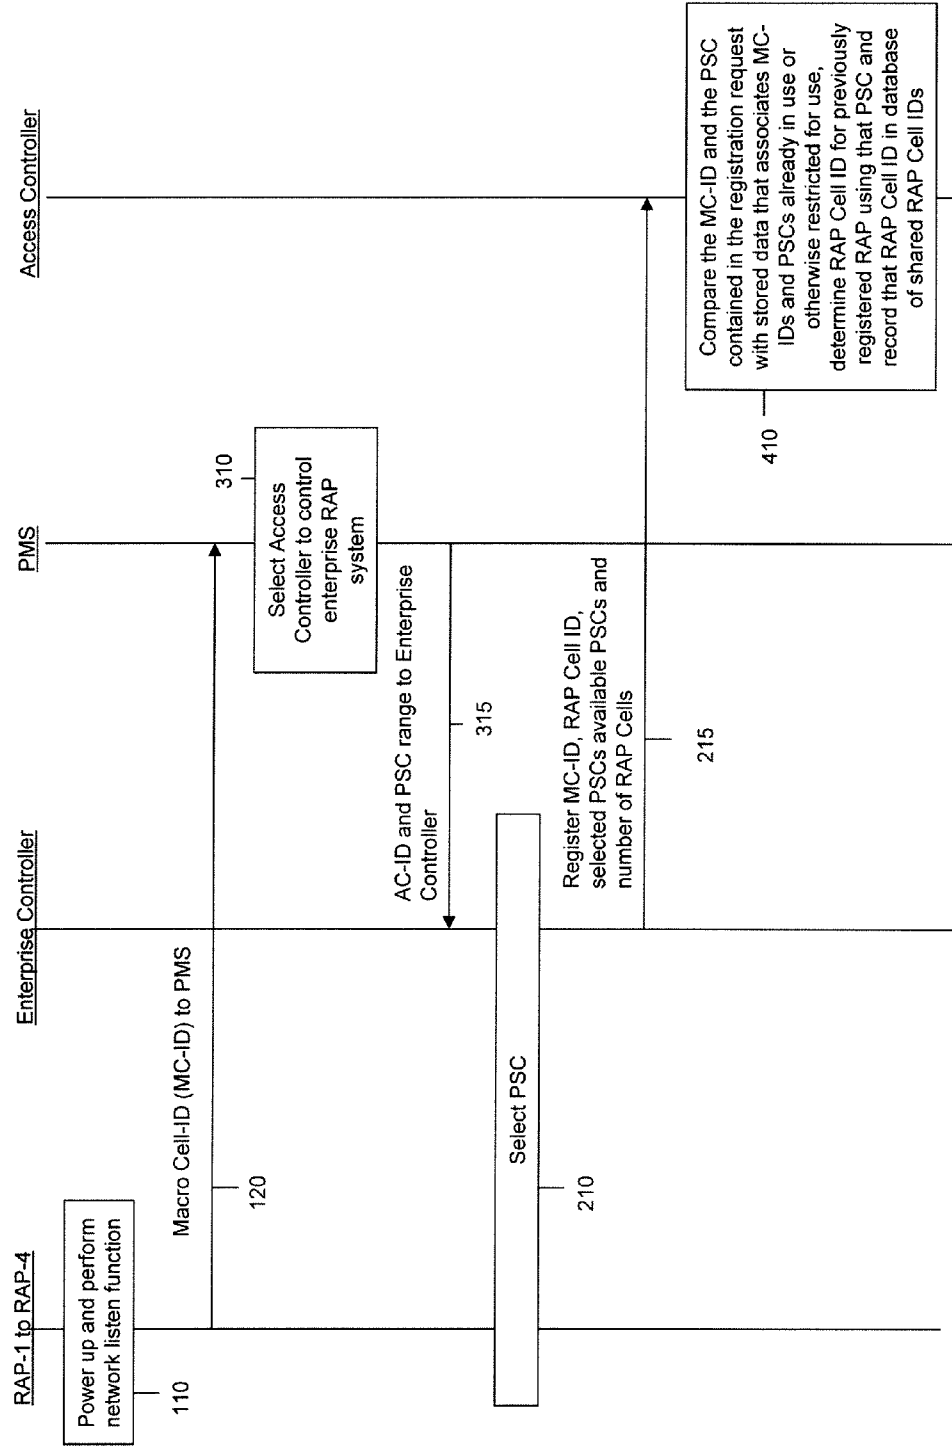 RAP-1 to RAP-4
Enterprise Controller
PMS
Access Controller
Power up and perform
network listen function
110
Macro Cell-ID (MC-ID) to PMS
120
310
Select Access
Controller to control
enterprise RAP
system
AC-ID and PSC range to Enterprise
Controller
315
Select PSC
210
Register MC-ID, RAP Cell ID,
selected PSCs available PSCs and
number of RAP Cells
215
Compare the MC-ID and the PSC
contained in the registration request
with stored data that associates MC-
IDs and PSCs already in use or
otherwise restricted for use,
determine RAP Cell ID for previously
registered RAP using that PSC and
record that RAP Cell ID in database
of shared RAP Cell IDs
410